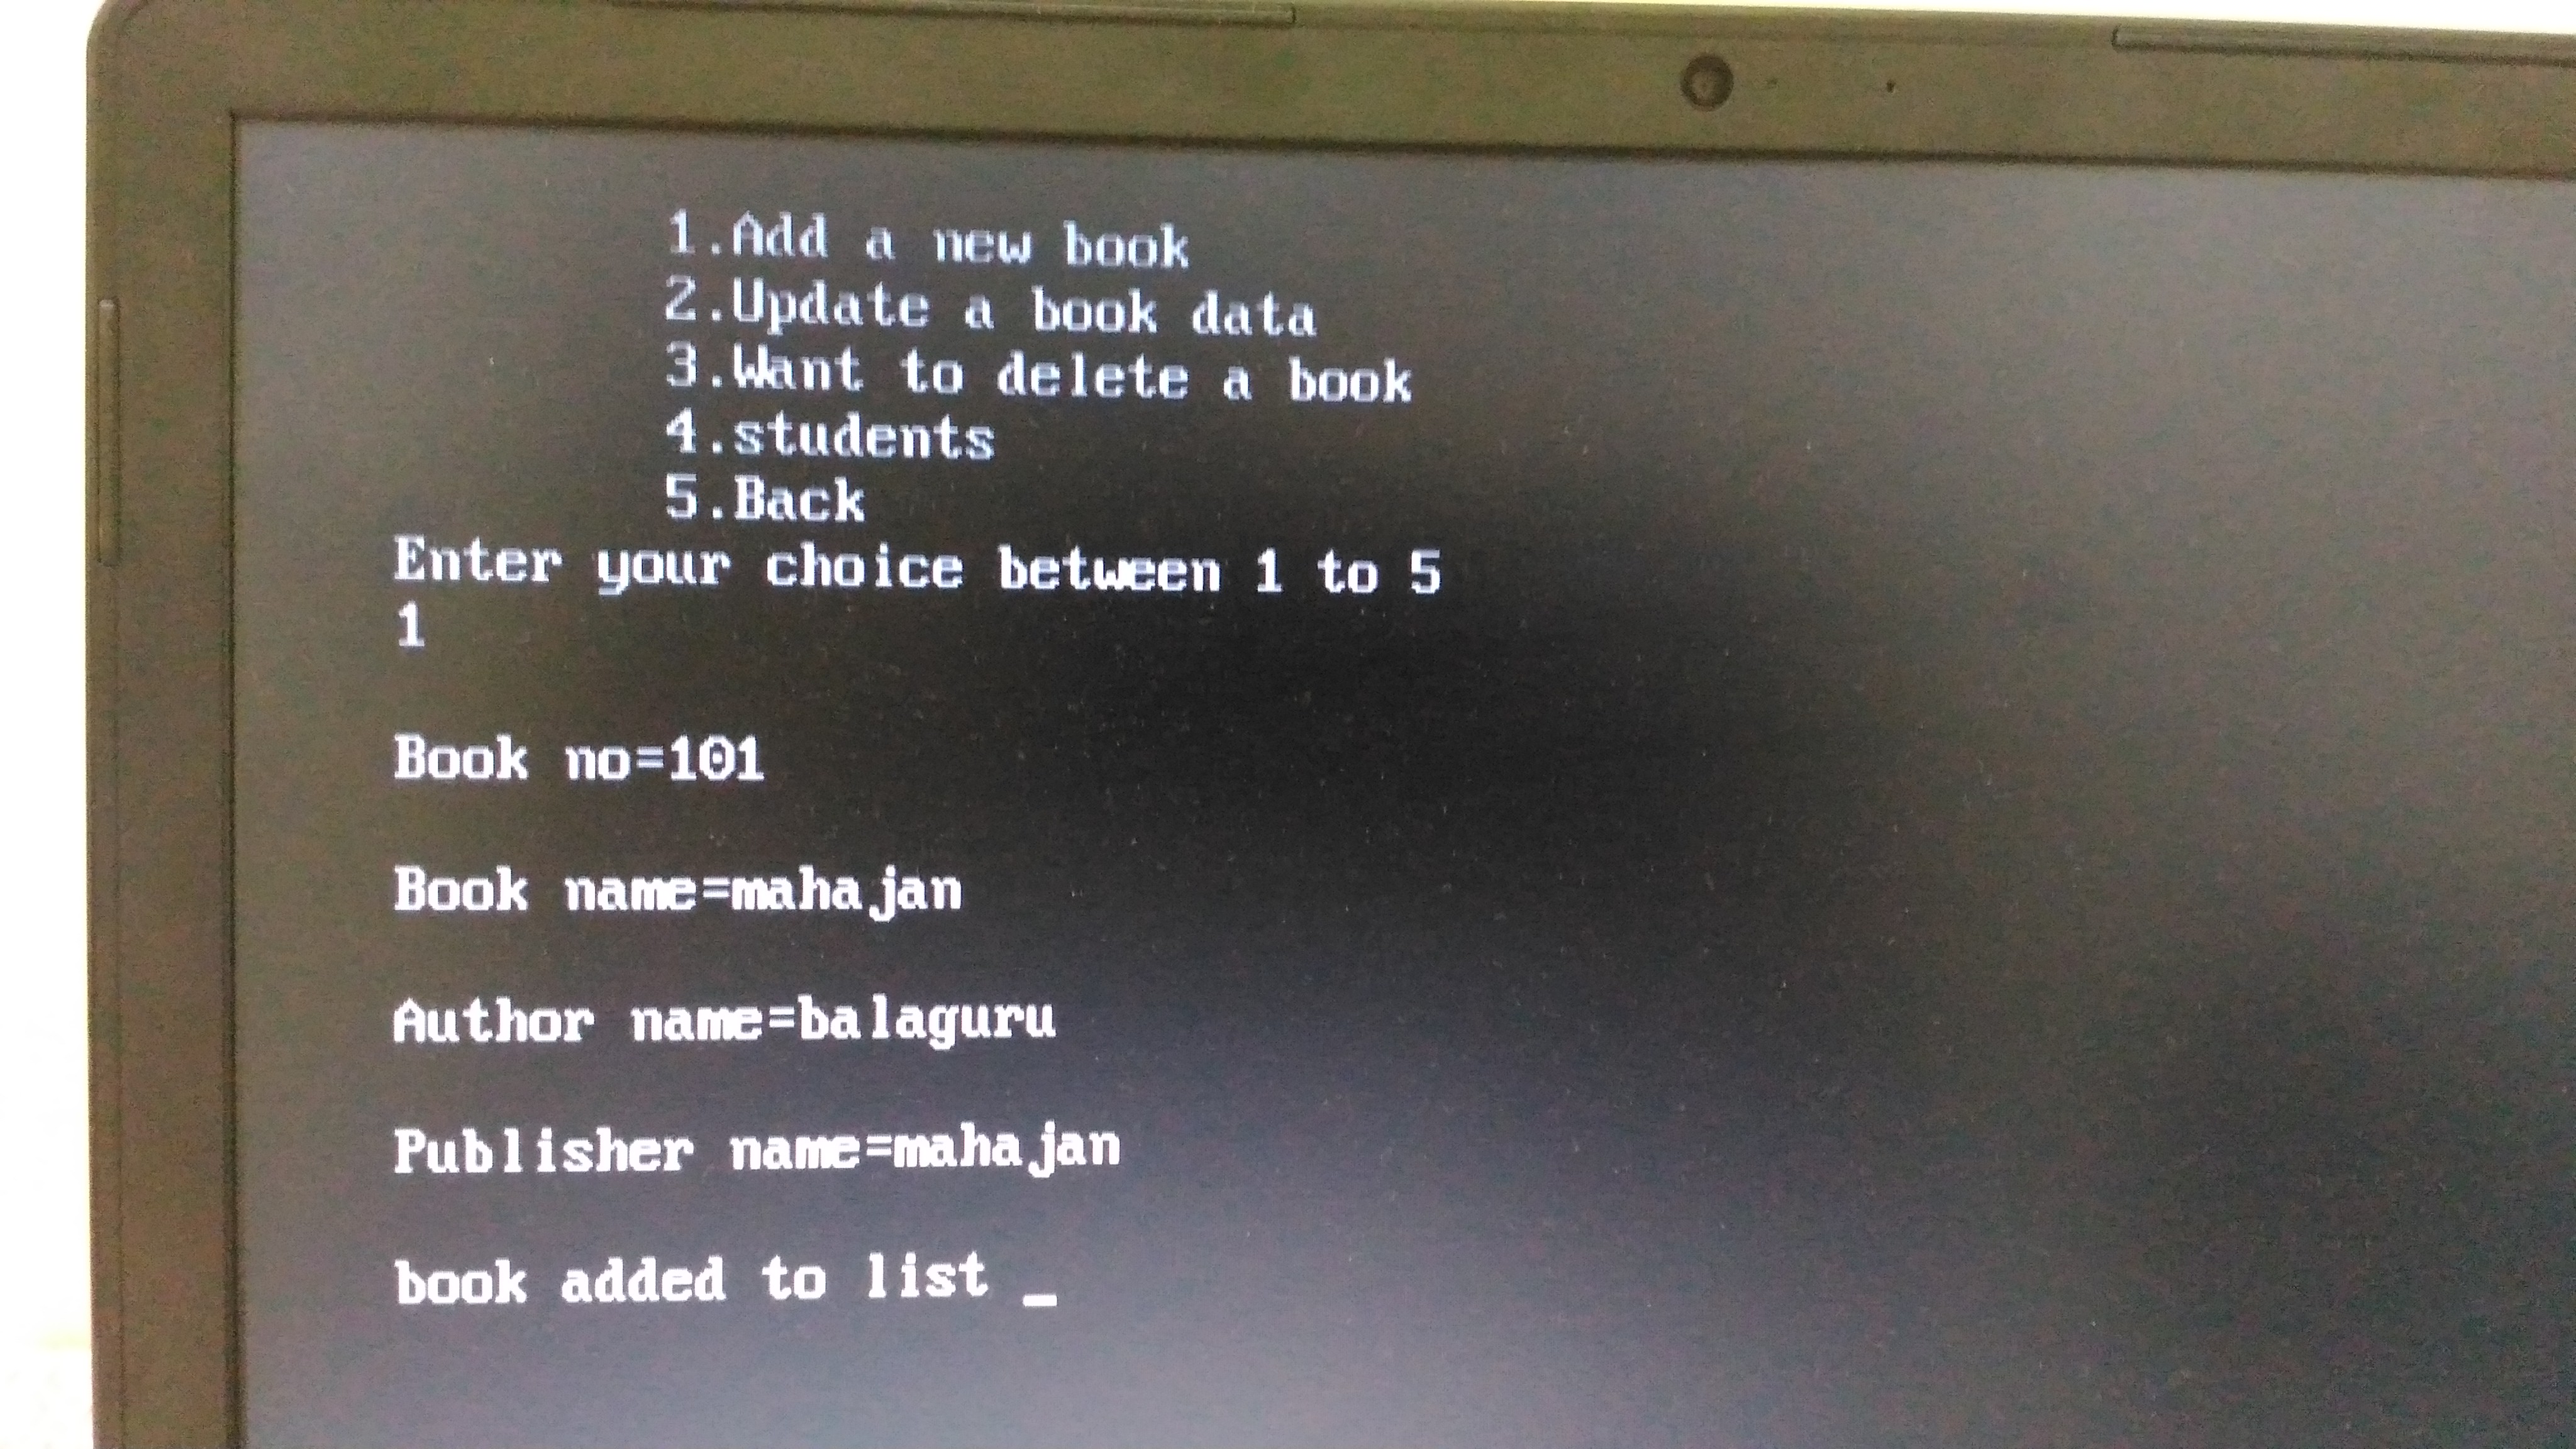 1.Add a new book
2.Update a book data
3.Want to delete a book
4.students
5.Back
Enter your choice between 1 to 5
1
Book no=101
Book name=mahajan
Author name=balaguru
Publisher name=mahajan
book added to list _